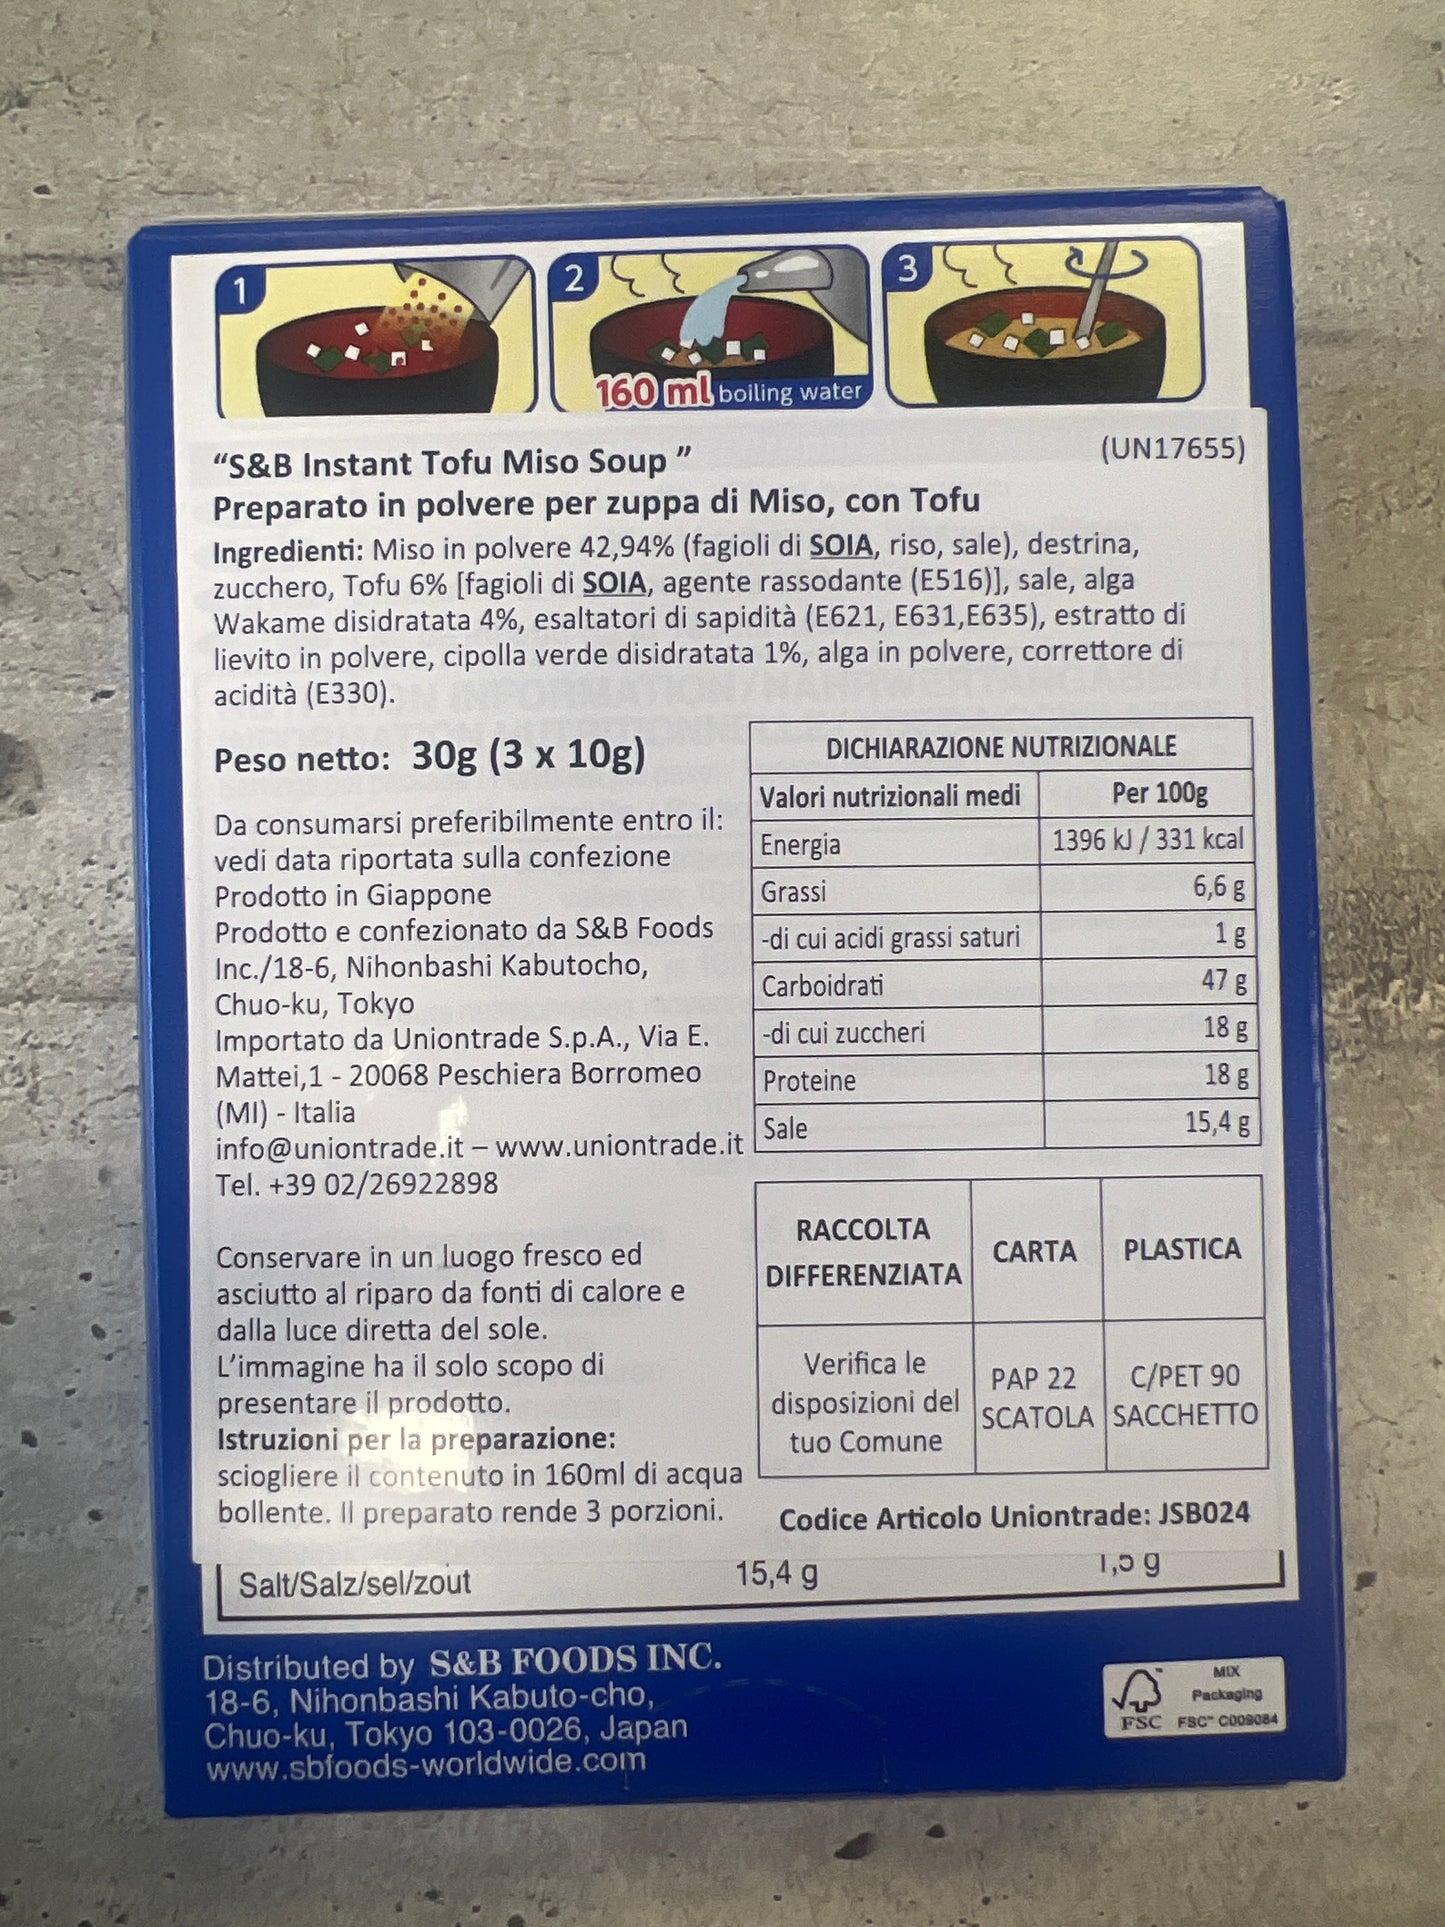 1
2
3
160 ml boiling water
“S&B Instant Tofu Miso Soup ”
(UN17655)
Preparato in polvere per zuppa di Miso, con Tofu
Ingredienti: Miso in polvere 42,94% (fagioli di SOIA, riso, sale), destrina,
zucchero, Tofu 6% [fagioli di SOIA, agente rassodante (E516)], sale, alga
Wakame disidratata 4%, esaltatori di sapidità (E621, E631,E635), estratto di
lievito in polvere, cipolla verde disidratata 1%, alga in polvere, correttore di
acidità (E330).
Peso netto: 30g (3 x 10g)
Da consumarsi preferibilmente entro il:
vedi data riportata sulla confezione
Prodotto in Giappone
Prodotto e confezionato da S&B Foods
Inc./18-6, Nihonbashi Kabutocho,
Chuo-ku, Tokyo
Importato da Uniontrade S.p.A., Via E.
Mattei,1 - 20068 Peschiera Borromeo
(MI) - Italia
info@uniontrade.it – www.uniontrade.it
Tel. +39 02/26922898
Conservare in un luogo fresco ed
asciutto al riparo da fonti di calore e
dalla luce diretta del sole.
L’immagine ha il solo scopo di
presentare il prodotto.
Istruzioni per la preparazione:
sciogliere il contenuto in 160ml di acqua
bollente. Il preparato rende 3 porzioni.
DICHIARAZIONE NUTRIZIONALE
Valori nutrizionali medi Per 100g
Energia 1396 kJ / 331 kcal
Grassi 6,6 g
-di cui acidi grassi saturi 1 g
Carboidrati 47 g
-di cui zuccheri 18 g
Proteine 18 g
Sale 15,4 g
RACCOLTA
DIFFERENZIATA
CARTA
PLASTICA
Verifica le
disposizioni del
tuo Comune
PAP 22
SCATOLA
C/PET 90
SACCHETTO
Codice Articolo Uniontrade: JSB024
Salt/Salz/sel/zout 15,4 g 1,5 g
Distributed by S&B FOODS INC.
18-6, Nihonbashi Kabuto-cho,
Chuo-ku, Tokyo 103-0026, Japan
www.sbfoods-worldwide.com
FSC
MIX
Packaging
FSC™ C009084